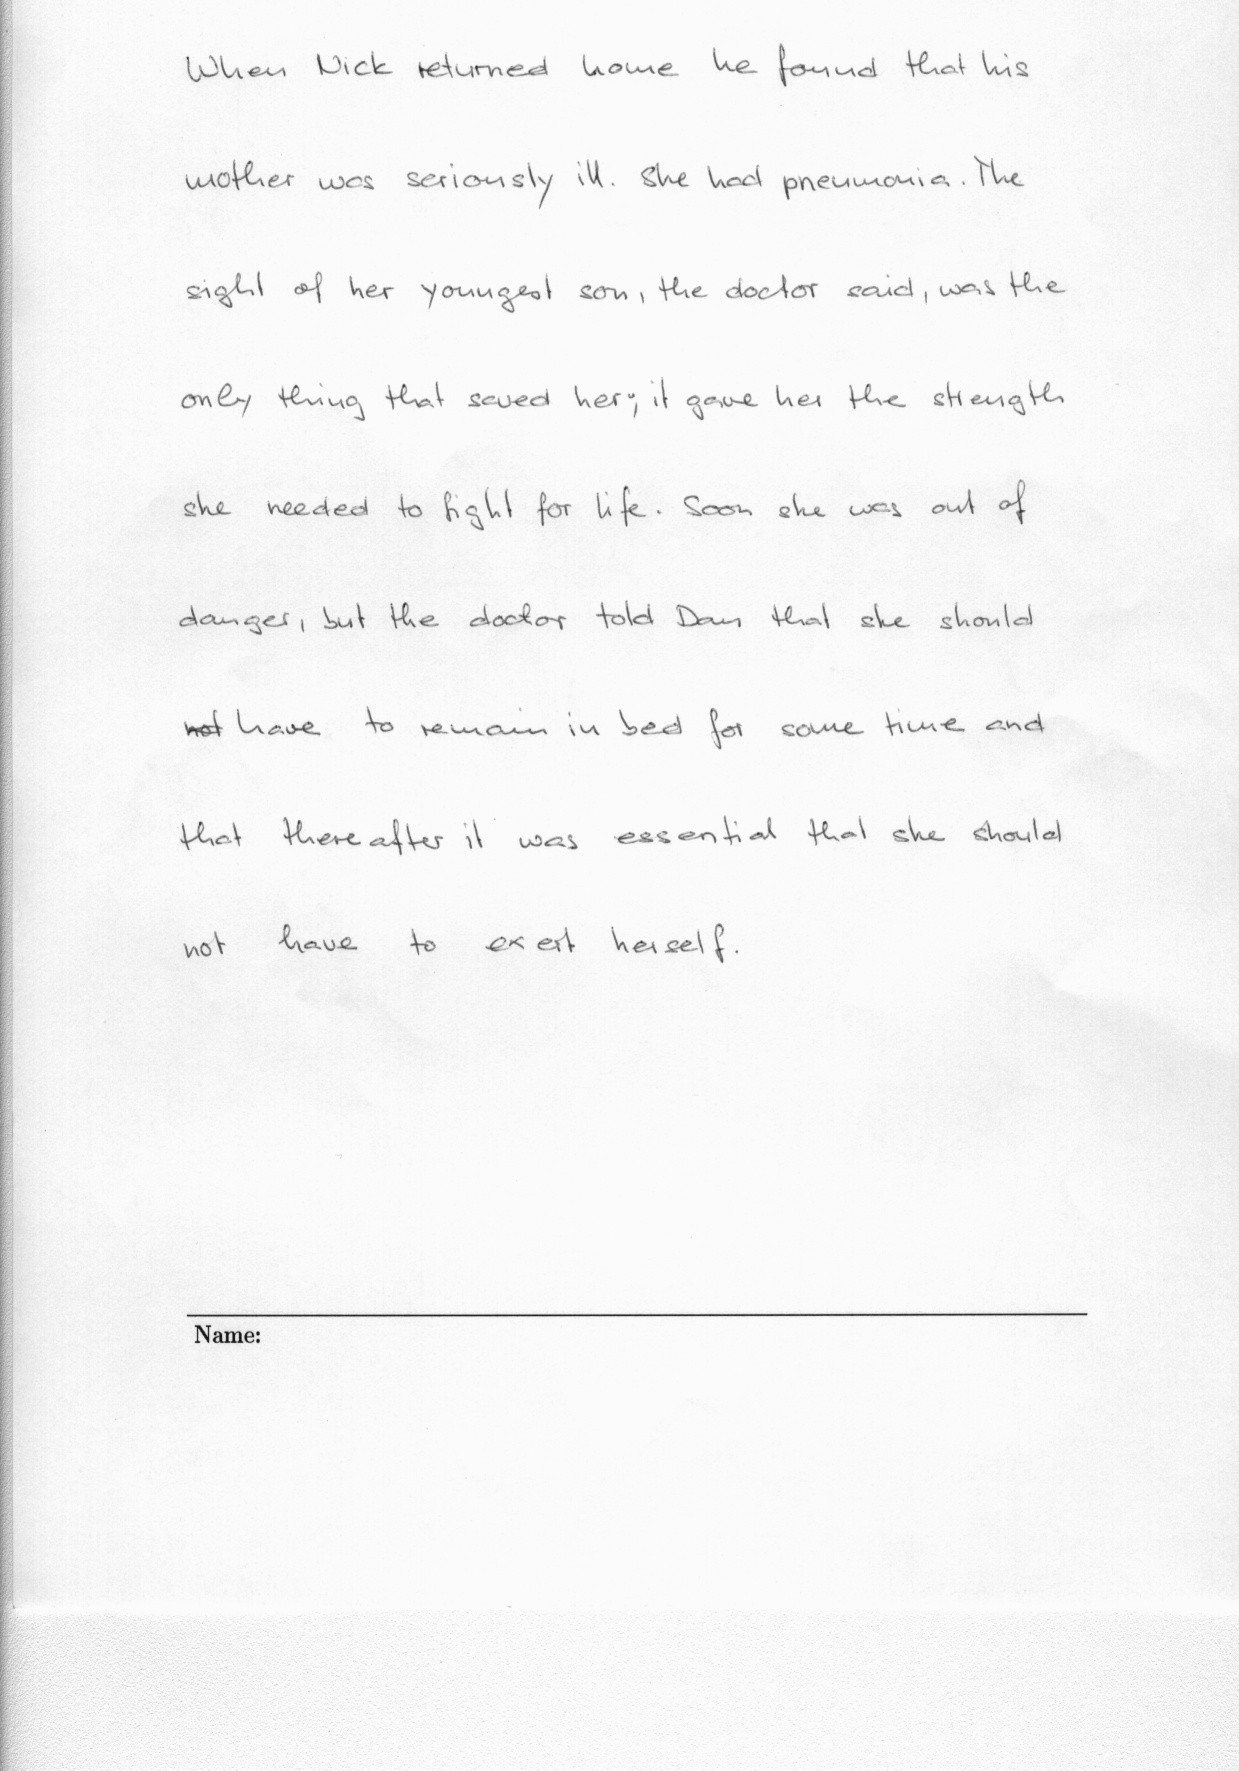 When Nick returned home he found that his
mother was seriously ill. She had pneumonia. The
sight of her youngest son, the doctor said, was the
only thing that saved her; it gave her the strength
she needed to fight for life. Soon she was out of
danger, but the doctor told Dan that she should
not have to remain in bed for some time and
that thereafter it was essential that she should
not have to exert herself.
Name: